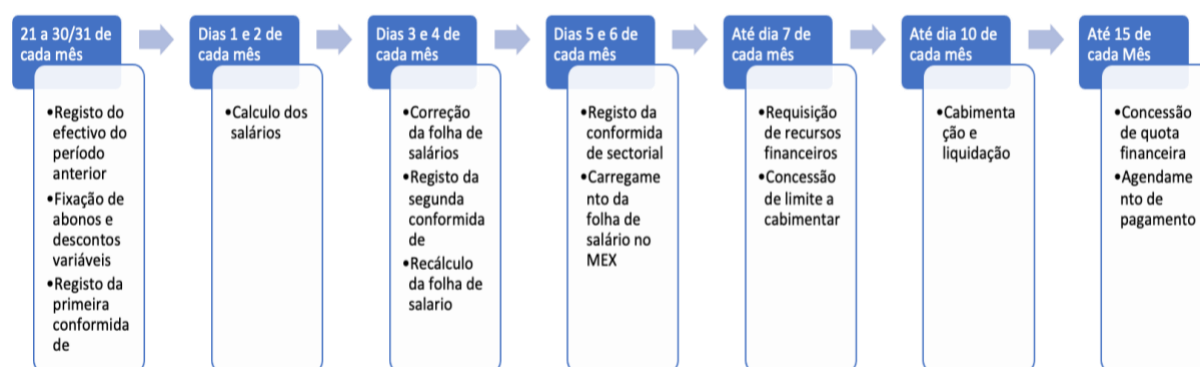 21 a 30/31 de
cada mês
•Registo do
efectivo do
período
anterior
•Fixação de
abonos e
descontos
variáveis
•Registo da
primeira
conformida
de
Dias 1 e 2 de
cada mês
•Calculo dos
salários
Dias 3 e 4 de
cada mês
•Correção
da folha de
salários
•Registo da
segunda
conformida
de
•Recálculo
da folha de
salario
Dias 5 e 6 de
cada mês
•Registo da
conformida
de sectorial
•Carregame
nto da
folha de
salário no
MEX
Até dia 7 de
cada mês
•Requisição
de recursos
financeiros
•Concessão
de limite a
cabimentar
Até dia 10 de
cada mês
•Cabimenta
ção e
liquidação
Até 15 de
cada Mês
•Concessão
de quota
financeira
•Agendame
nto de
pagamento